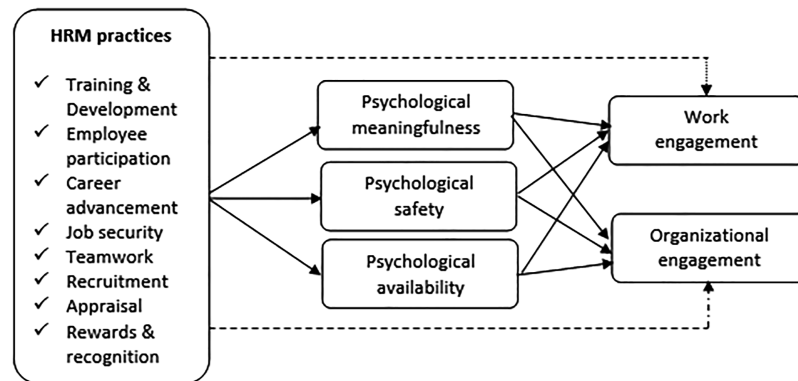 HRM practices
✓ Training &
Development
✓ Employee
participation
✓ Career
advancement
✓ Job security
✓ Teamwork
✓ Recruitment
✓ Appraisal
✓ Rewards &
recognition
Psychological
meaningfulness
Psychological
safety
Psychological
availability
Work
engagement
Organizational
engagement